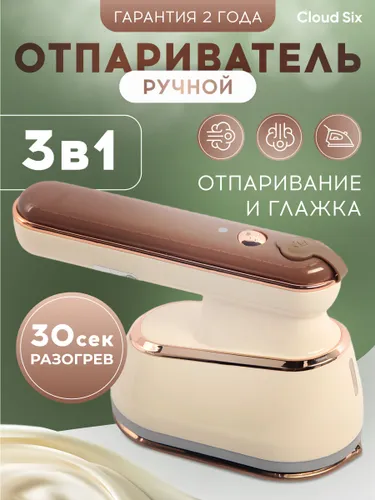 ГАРАНТИЯ 2 ГОДА
Cloud Six
ОТПАРИВАТЕЛЬ
РУЧНОЙ
3в1
ОТПАРИВАНИЕ
И ГЛАЖКА
30сек
РАЗОГРЕВ